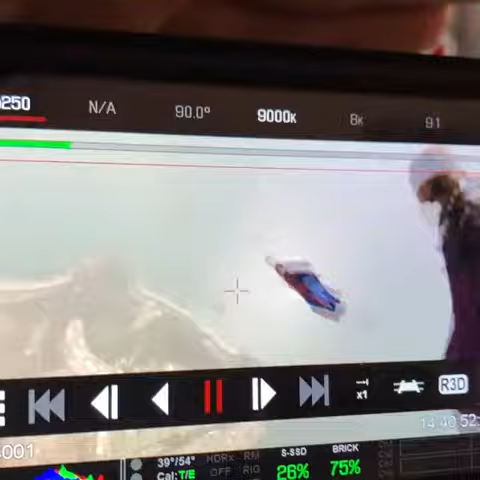 250 N/A 90.0° 9000K 8K 91
x1 R3D
14:40:52:
001
39°/54° HDRx RM S-SSD BRICK
Cal:T/E OFF RIG 26% 75%